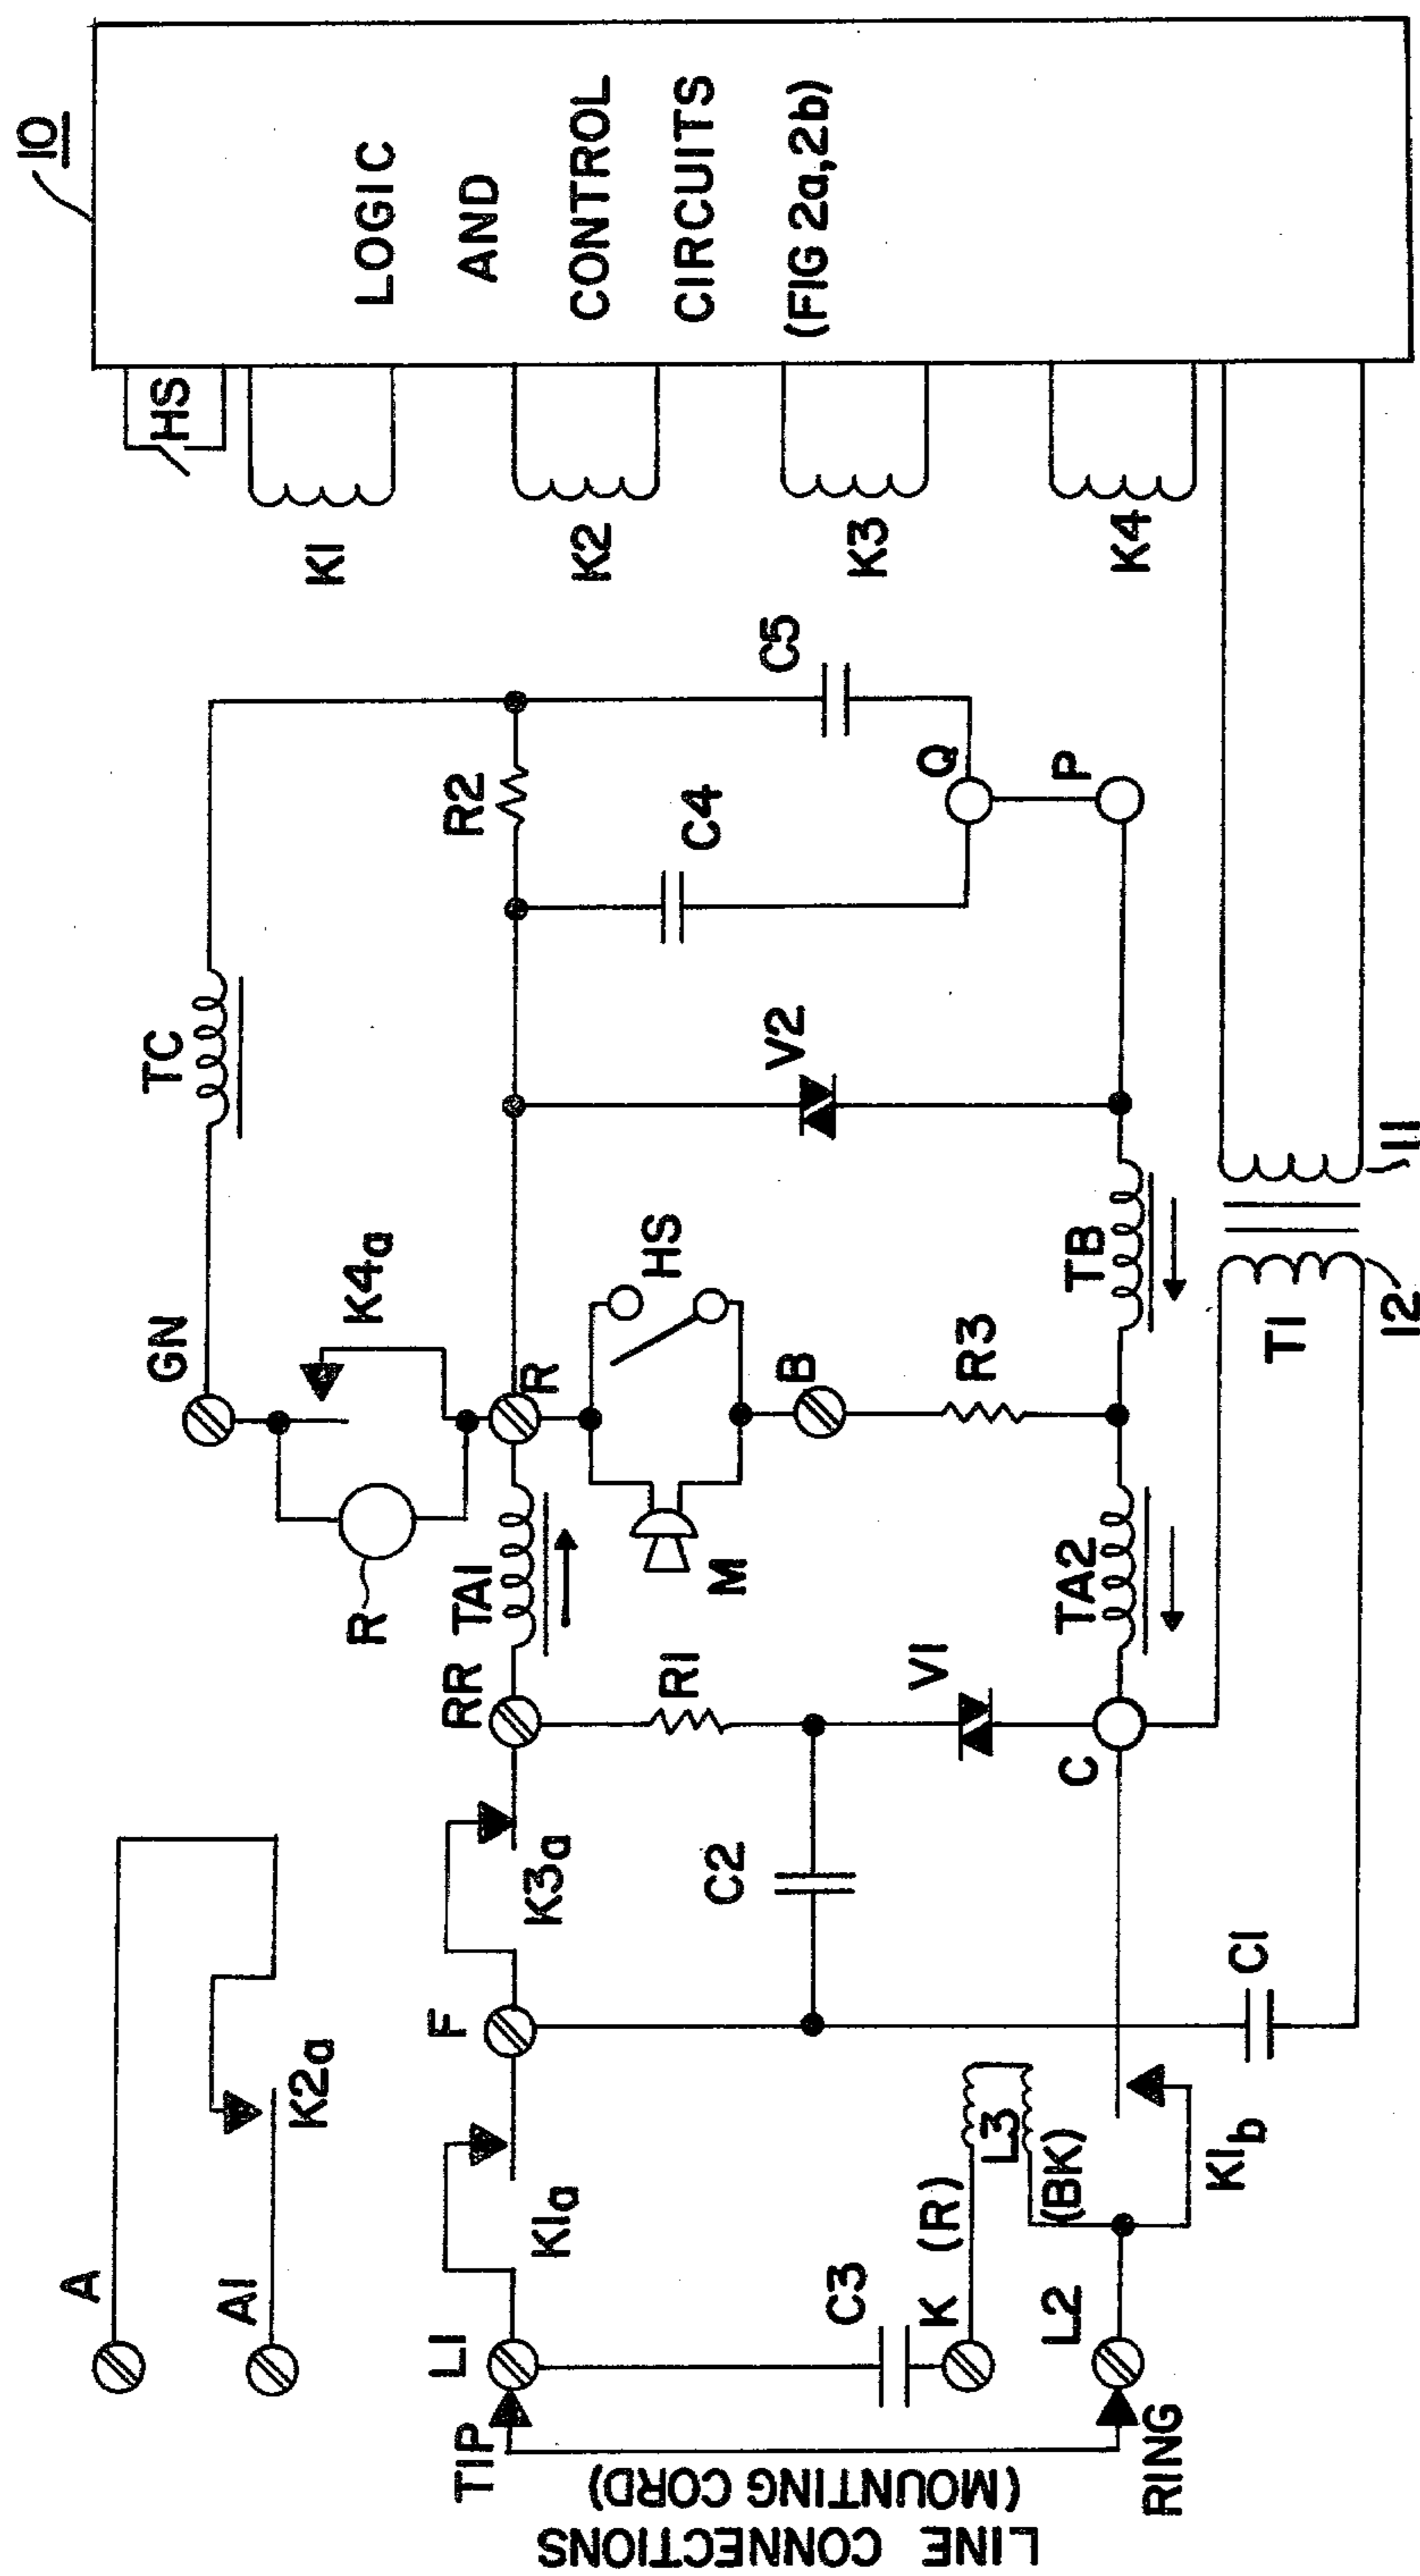 10
LOGIC
AND
CONTROL
CIRCUITS
(FIG 2a,2b)
HS
K1
K2
K3
K4
TC
R2
C5
C4
Q
P
V2
GN
K4a
R
R
HS
M
B
R3
TB
TA1
TA2
RR
R1
V1
C
T1
11
12
K3a
C2
F
C1
A
A1
K2a
K1a
L1
C3
K
(R)
L3
(BK)
K1b
L2
TIP
RING
LINE CONNECTIONS
(MOUNTING CORD)